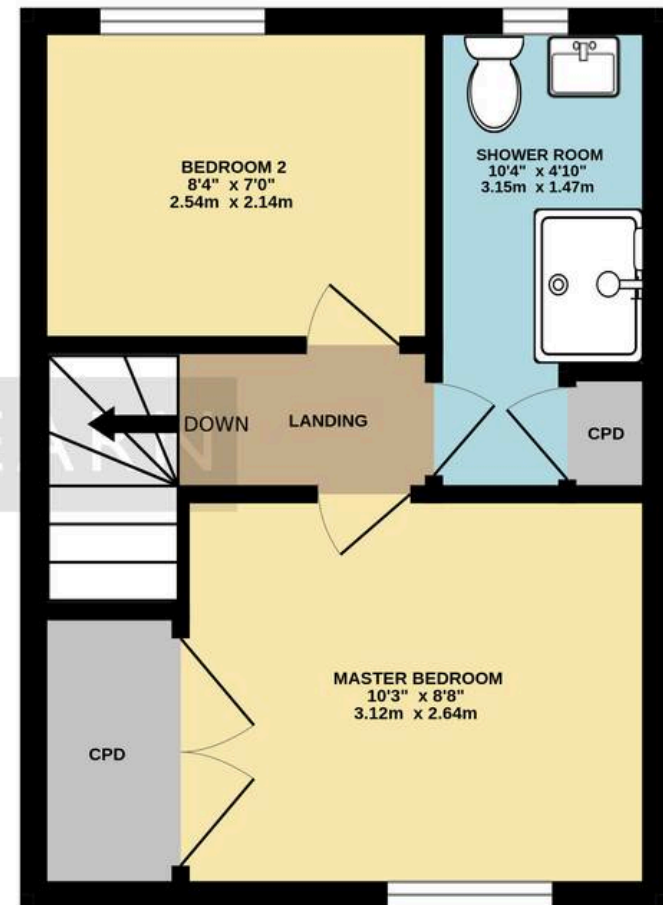 BEDROOM 2
8'4" x 7'0"
2.54m x 2.14m
SHOWER ROOM
10'4" x 4'10"
3.15m x 1.47m
DOWN
LANDING
CPD
MASTER BEDROOM
10'3" x 8'8"
3.12m x 2.64m
CPD